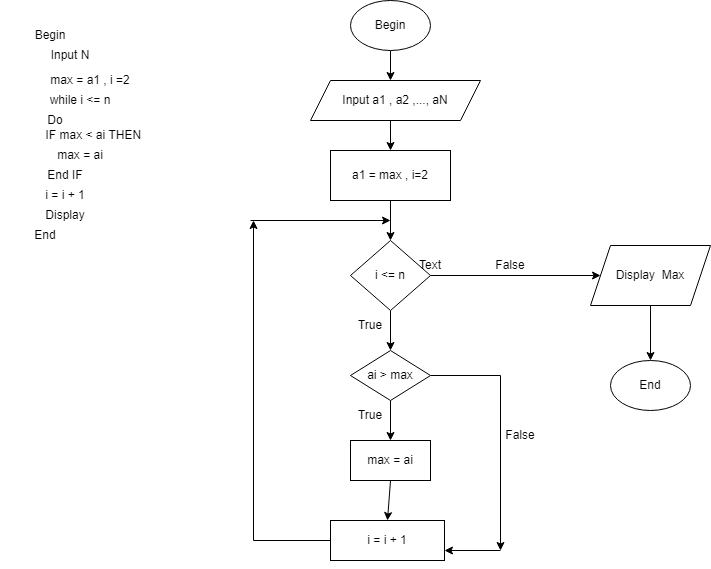 Begin
Input N
max = a1 , i =2
while i <= n
Do
IF max < ai THEN
max = ai
End IF
i = i + 1
Display
End
Begin
Input a1 , a2 ,..., aN
a1 = max , i=2
i <= n
Text
False
Display Max
True
End
ai > max
True
False
max = ai
i = i + 1